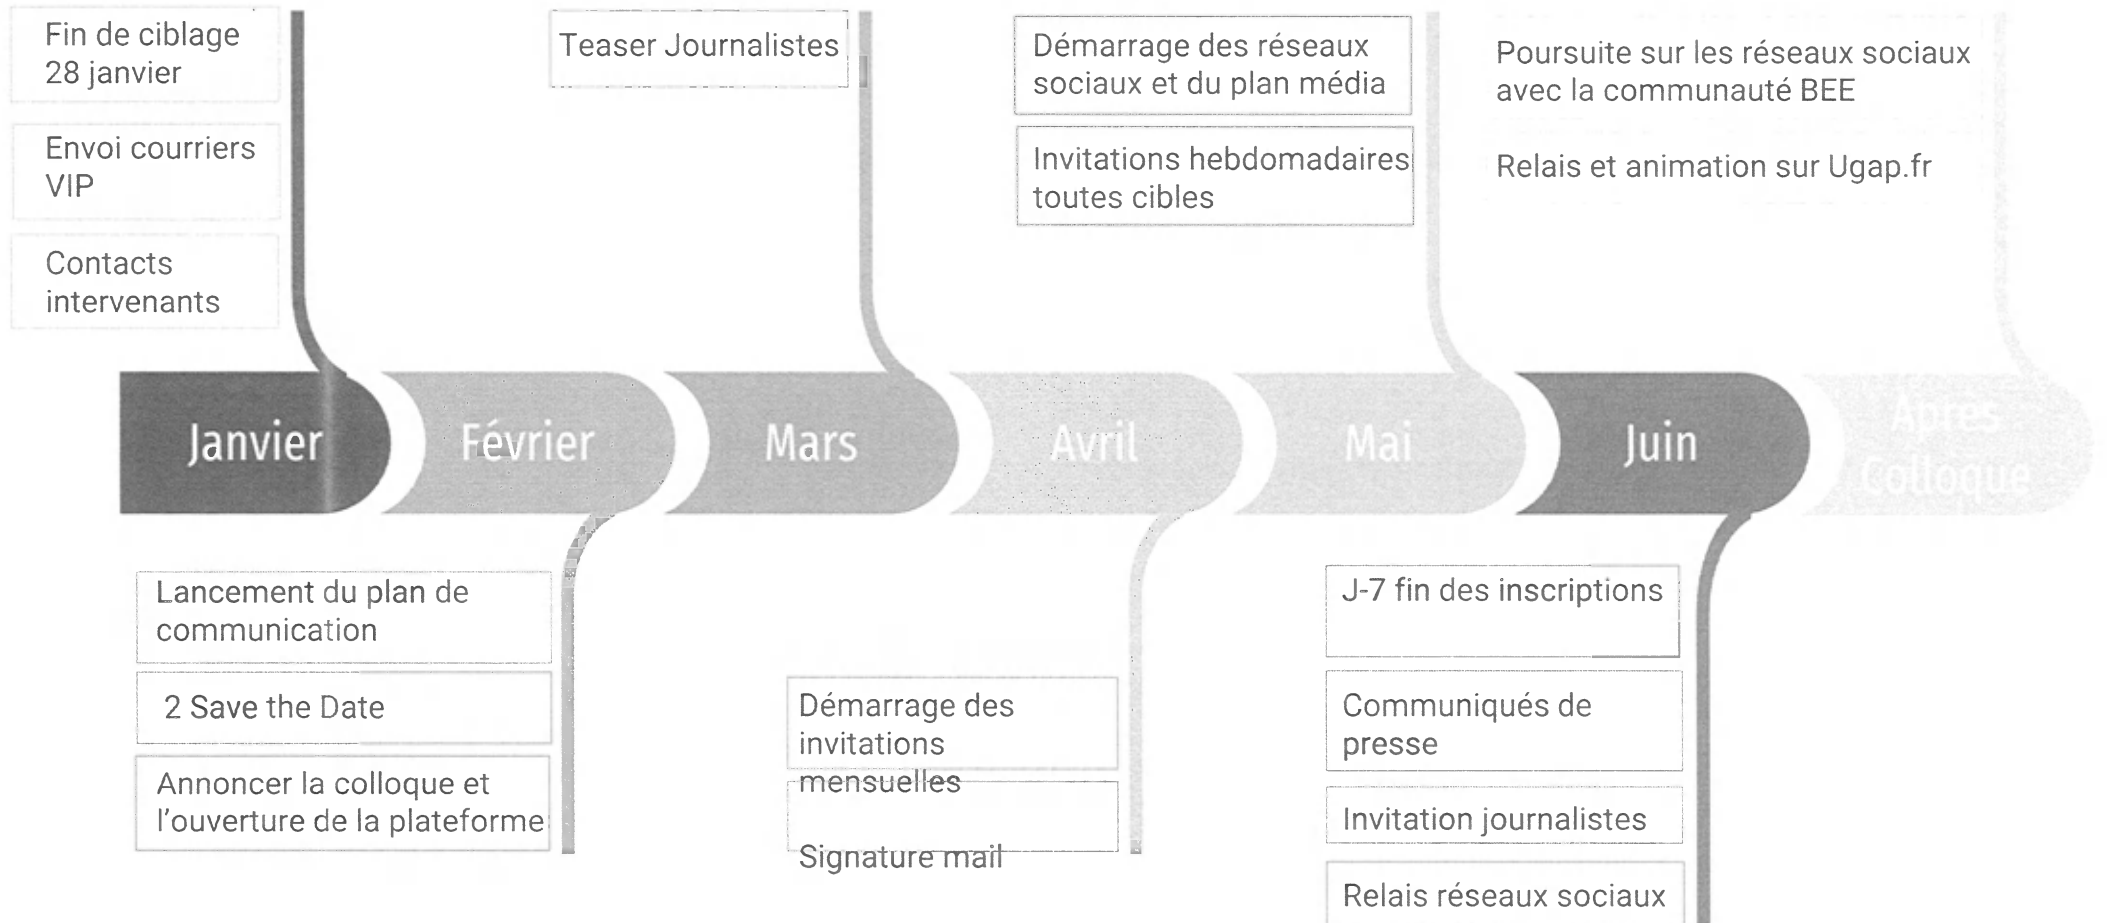 Fin de ciblage
28 janvier
Envoi courriers
VIP
Contacts
intervenants
Teaser Journalistes
Démarrage des réseaux
sociaux et du plan média
Invitations hebdomadaires
toutes cibles
Poursuite sur les réseaux sociaux
avec la communauté BEE
Relais et animation sur Ugap.fr
Janvier
Février
Mars
Avril
Mai
Juin
Après
Colloque
Lancement du plan de
communication
2 Save the Date
Annoncer la colloque et
l'ouverture de la plateforme
Démarrage des
invitations
mensuelles
Signature mail
J-7 fin des inscriptions
Communiqués de
presse
Invitation journalistes
Relais réseaux sociaux